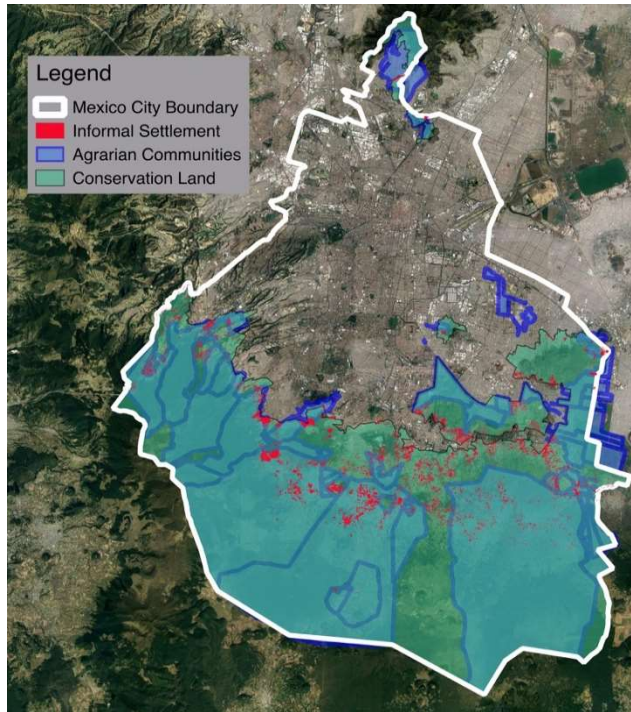 Legend
Mexico City Boundary
Informal Settlement
Agrarian Communities
Conservation Land